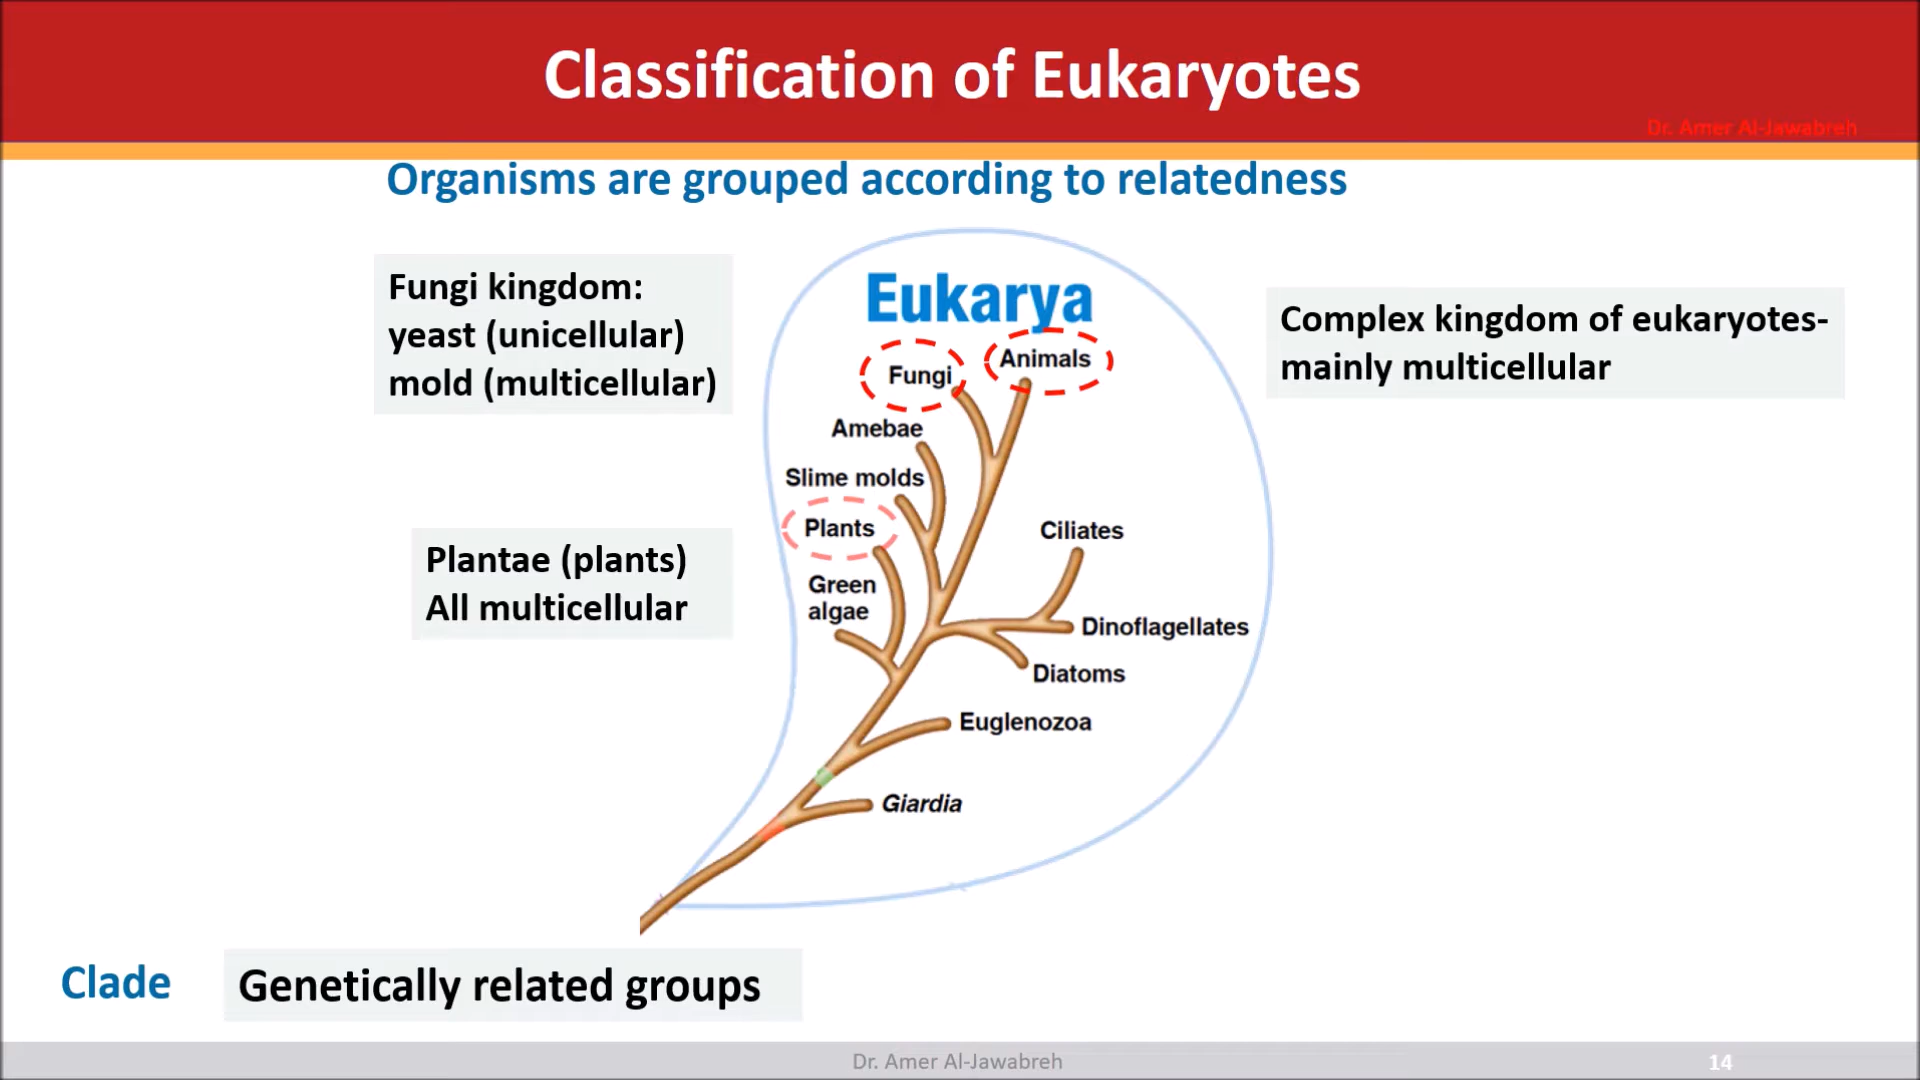 Classification of Eukaryotes
Dr. Amer Al-Jawabreh
Organisms are grouped according to relatedness
Fungi kingdom:
yeast (unicellular)
mold (multicellular)
Complex kingdom of eukaryotes-
mainly multicellular
Plantae (plants)
All multicellular
Eukarya
Animals
Fungi
Amebae
Slime molds
Plants
Ciliates
Green
algae
Dinoflagellates
Diatoms
Euglenozoa
Giardia
Clade
Genetically related groups
Dr. Amer Al-Jawabreh
14